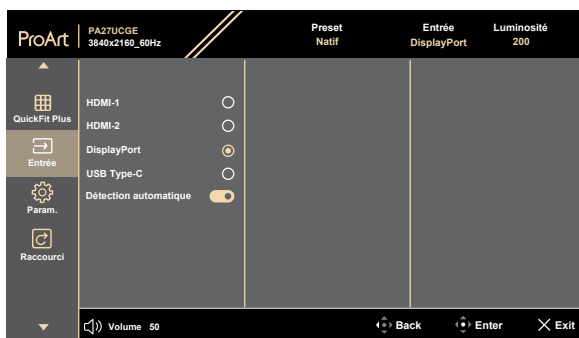 ProArt
PA27UCGE
3840x2160_60Hz
Preset
Natif
Entrée
DisplayPort
Luminosité
200
QuickFit Plus
Entrée
Param.
Raccourci
HDMI-1
HDMI-2
DisplayPort
USB Type-C
Détection automatique
Volume 50
Back
Enter
Exit